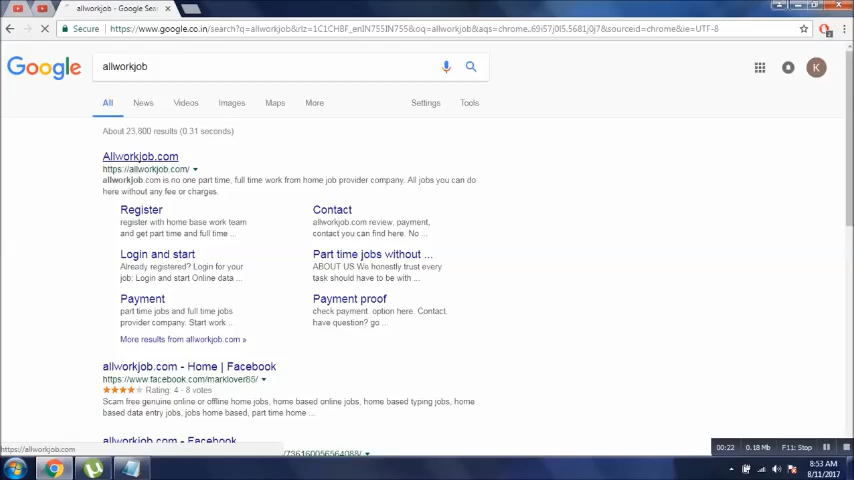 allworkjob - Google Sea
Secure
https://www.google.co.in/search?q=allworkjob&rlz=1C1CHBF_enIN755IN755&oq=allworkjob&aqs=chrome..69i57j0l5.5681j0j7&sourceid=chrome&ie=UTF-8
Google
allworkjob
K
All News Videos Images Maps More Settings Tools
About 23,800 results (0.31 seconds)
Allworkjob.com
https://allworkjob.com/
allworkjob.com is no one part time, full time work from home job provider company. All jobs you can do
here without any fee or charges.
Register
register with home base work team
and get part time and full time ...
Contact
allworkjob.com review, payment,
contact you can find here. No ...
Login and start
Already registered? Login for your
job: Login and start Online data ...
Part time jobs without ...
ABOUT US We honestly trust every
task should have to be with ...
Payment
part time jobs and full time jobs
provider company. Start work ...
Payment proof
check payment. option here. Contact.
have question? go ...
More results from allworkjob.com »
allworkjob.com - Home | Facebook
https://www.facebook.com/marklover85/
Rating: 4 - 8 votes
Scam free genuine online or offline home jobs, home based online jobs, home based typing jobs, home
based data entry jobs, jobs home based, part time home ...
allworkjob.com - Facebook
https://allworkjob.com
/736160056564088/
00:22 0.18 Mb F11: Stop
8:53 AM
8/11/2017